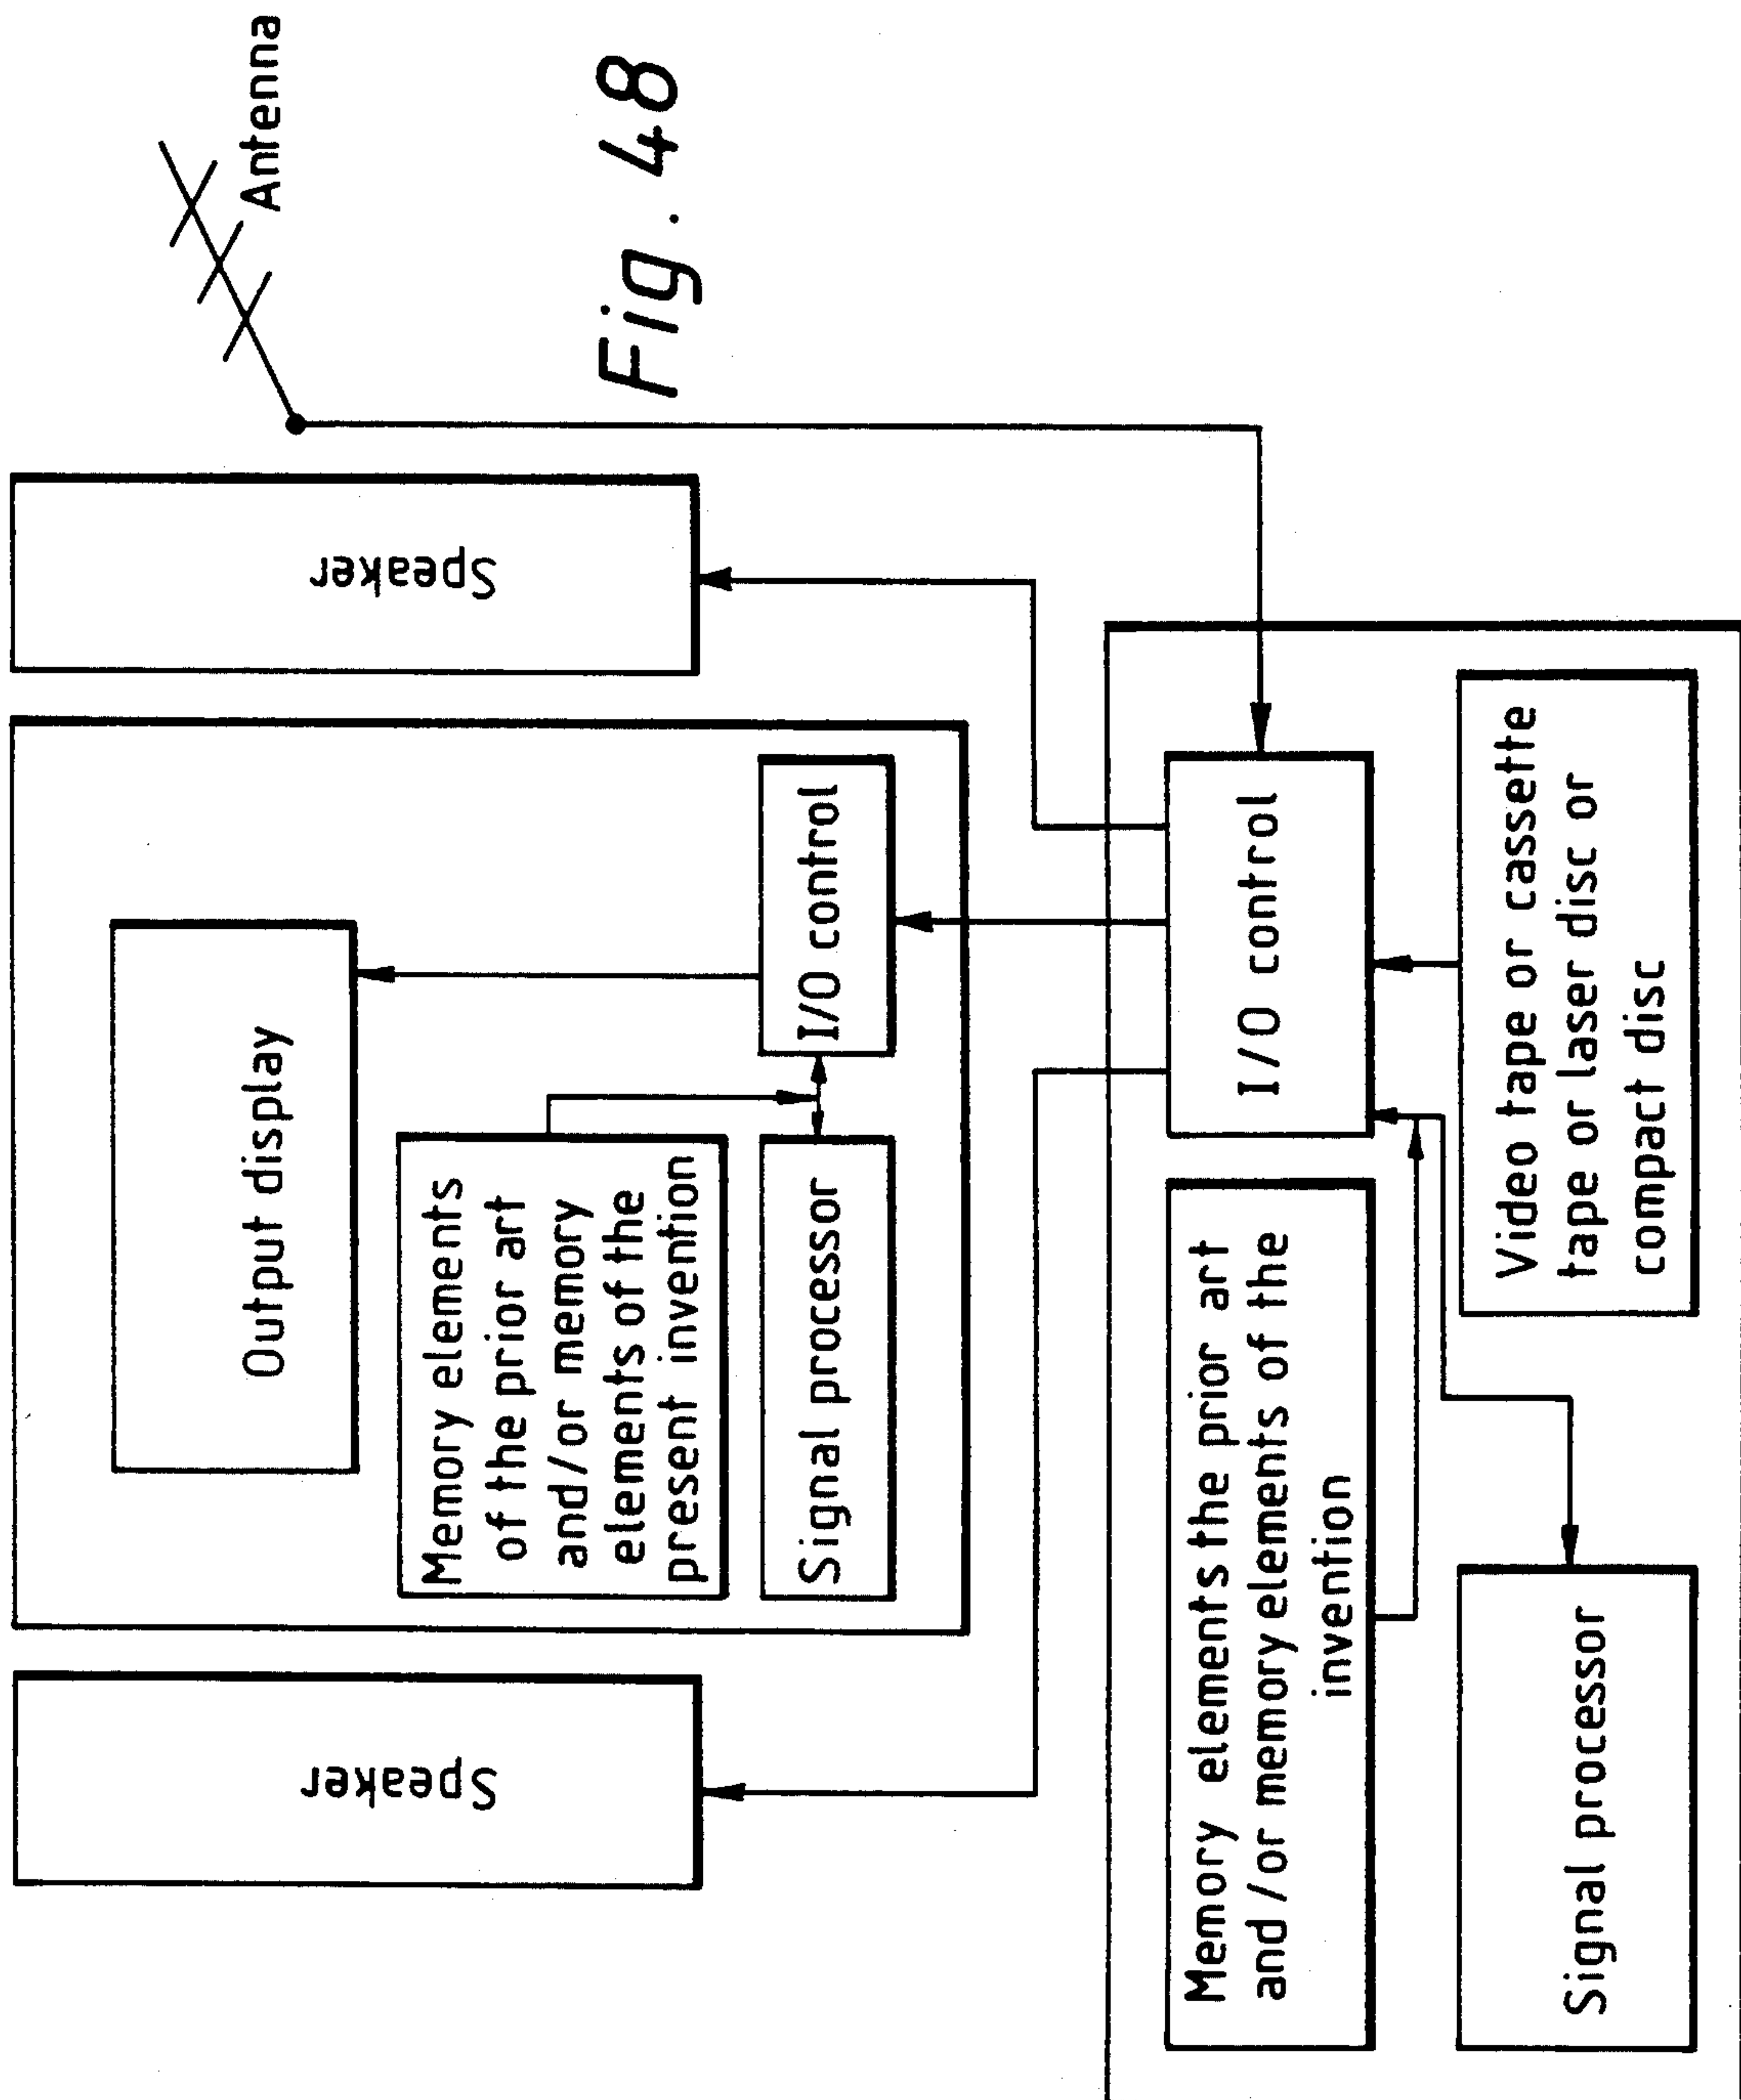 Speaker
Output display
Memory elements
of the prior art
and/or memory
elements of the
present invention
Signal processor
I/O control
Speaker
Antenna
Fig. 48
Memory elements the prior art
and/or memory elements of the
invention
I/O control
Signal processor
Video tape or cassette
tape or laser disc or
compact disc